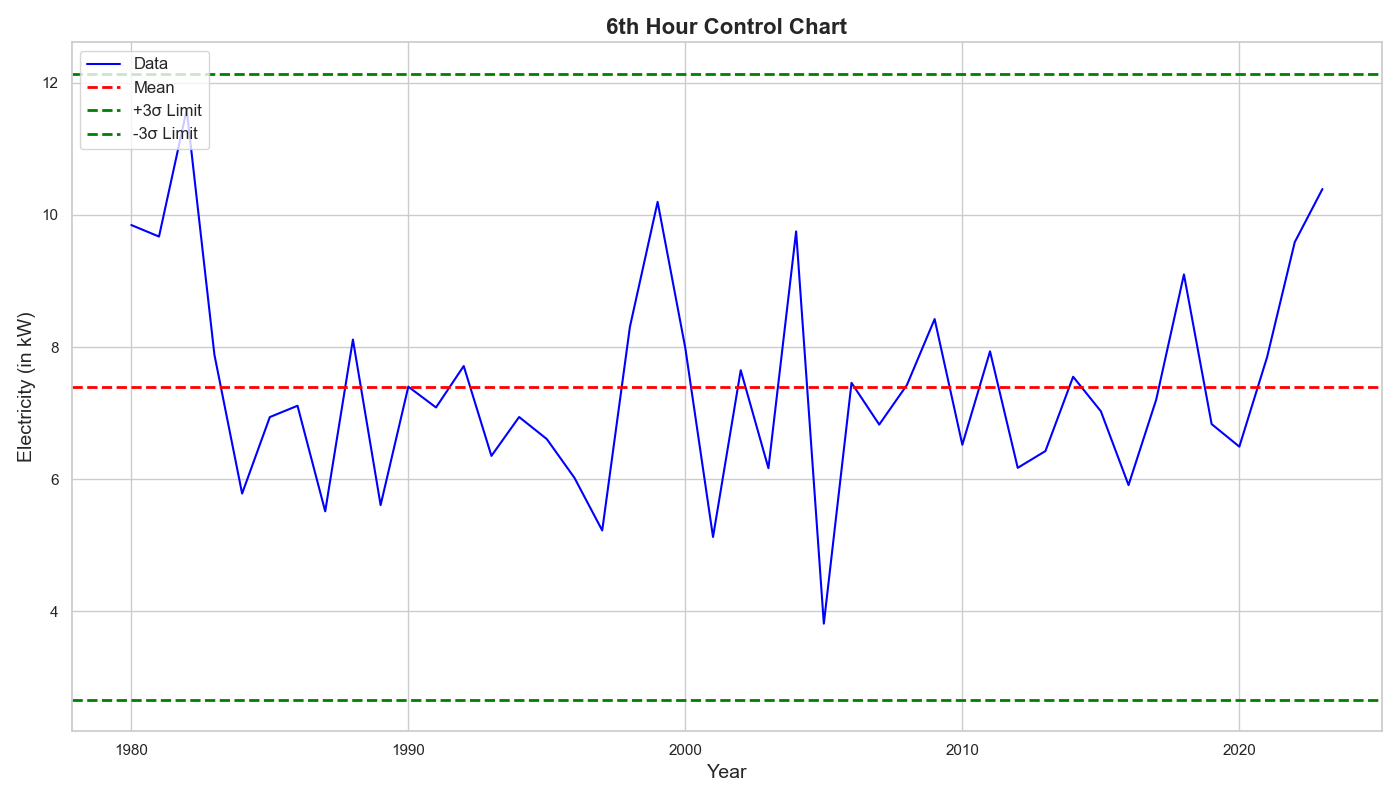 6th Hour Control Chart
Data
Mean
+3σ Limit
-3σ Limit
Electricity (in kW)
12
10
8
6
4
1980
1990
2000
2010
2020
Year